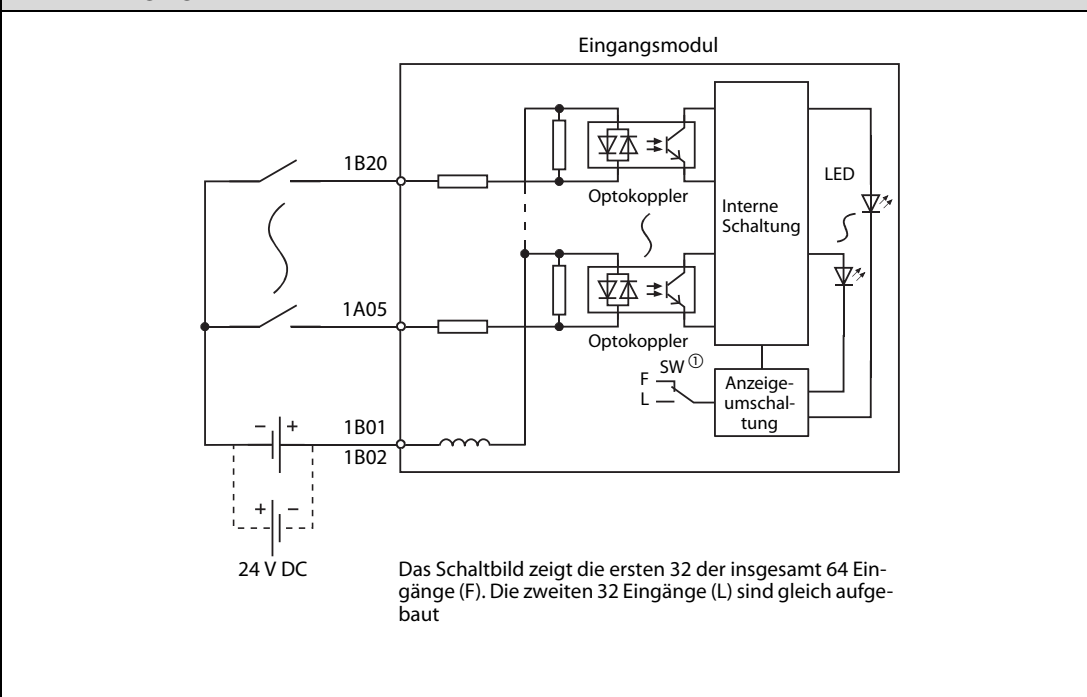 Eingangsmodul
1B20
Optokoppler
Interne
Schaltung
LED
1A05
Optokoppler
SW ①
F
L
Anzeige-
umschal-
tung
− +
1B01
1B02
+ −
24 V DC
Das Schaltbild zeigt die ersten 32 der insgesamt 64 Ein-
gänge (F). Die zweiten 32 Eingänge (L) sind gleich aufge-
baut